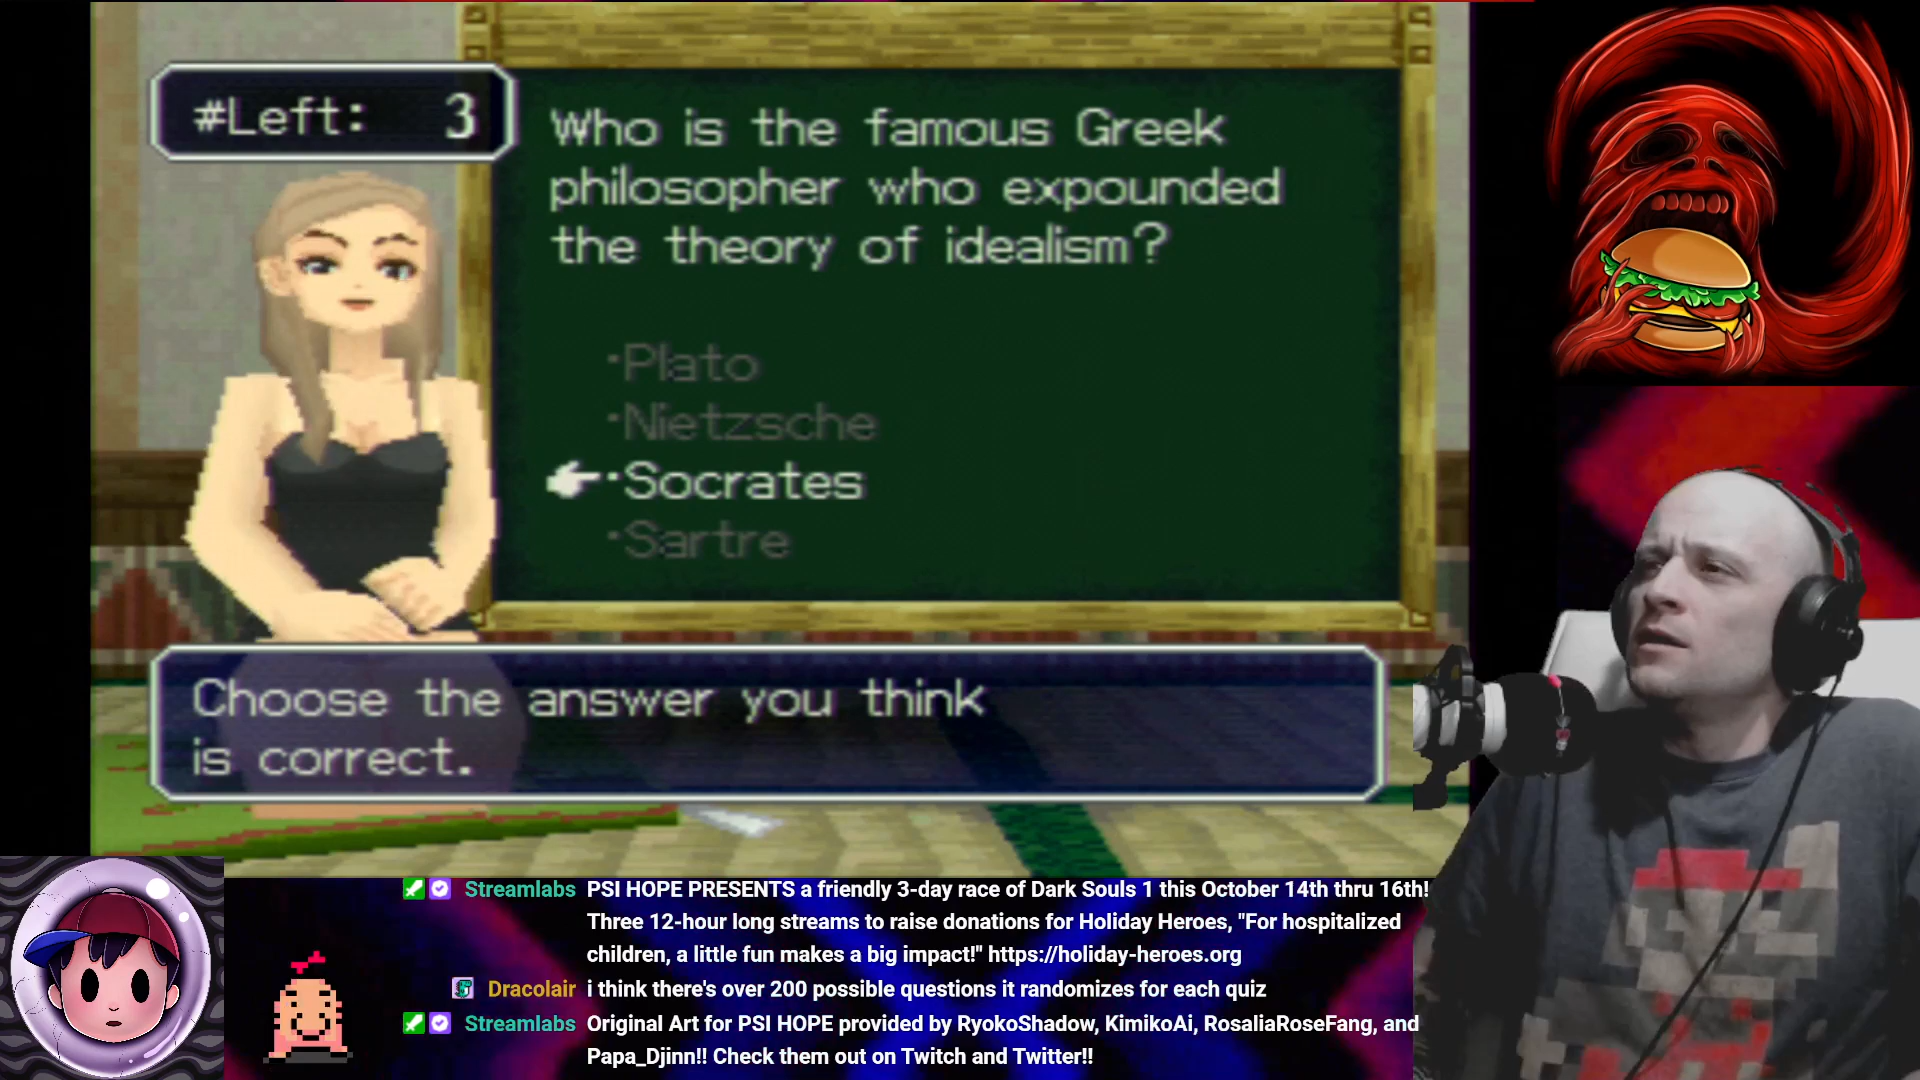 #Left: 3
Who is the famous Greek
philosopher who expounded
the theory of idealism?
·Plato
·Nietzsche
·Socrates
·Sartre
Choose the answer you think
is correct.
Streamlabs PSI HOPE PRESENTS a friendly 3-day race of Dark Souls 1 this October 14th thru 16th!
Three 12-hour long streams to raise donations for Holiday Heroes, "For hospitalized
children, a little fun makes a big impact!" https://holiday-heroes.org
Dracolair i think there's over 200 possible questions it randomizes for each quiz
Streamlabs Original Art for PSI HOPE provided by RyokoShadow, KimikoAi, RosaliaRoseFang, and
Papa_Djinn!! Check them out on Twitch and Twitter!!